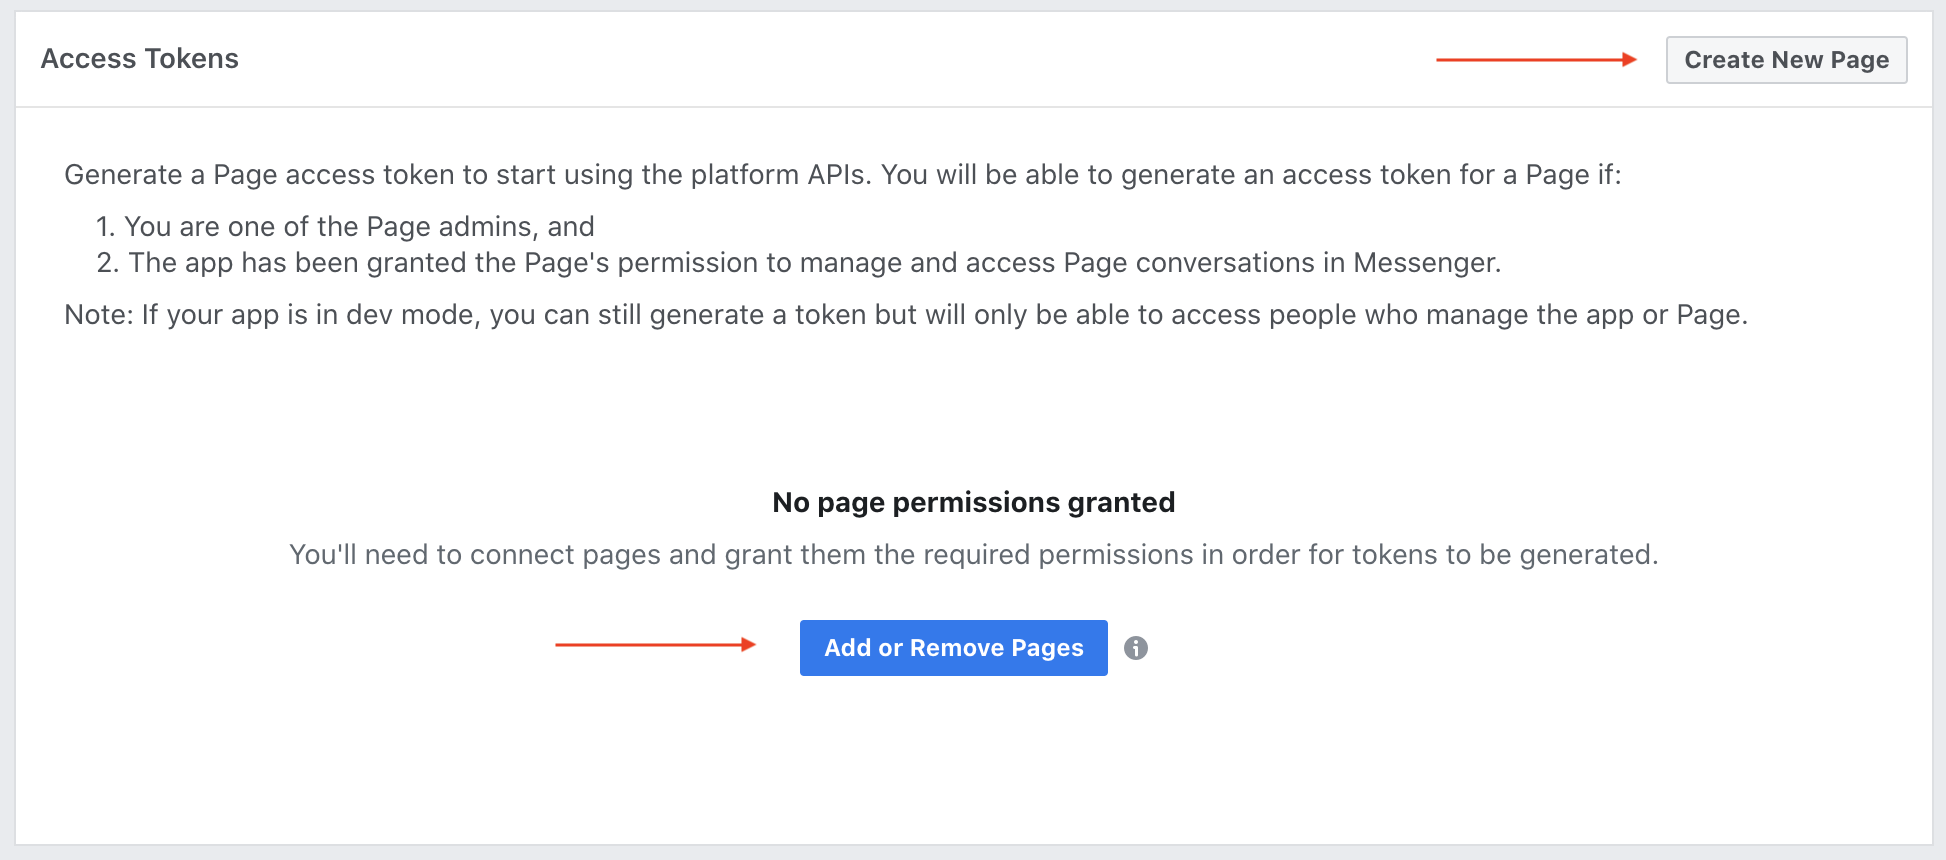 Access Tokens
Create New Page
Generate a Page access token to start using the platform APIs. You will be able to generate an access token for a Page if:
1. You are one of the Page admins, and
2. The app has been granted the Page's permission to manage and access Page conversations in Messenger.
Note: If your app is in dev mode, you can still generate a token but will only be able to access people who manage the app or Page.
No page permissions granted
You'll need to connect pages and grant them the required permissions in order for tokens to be generated.
Add or Remove Pages